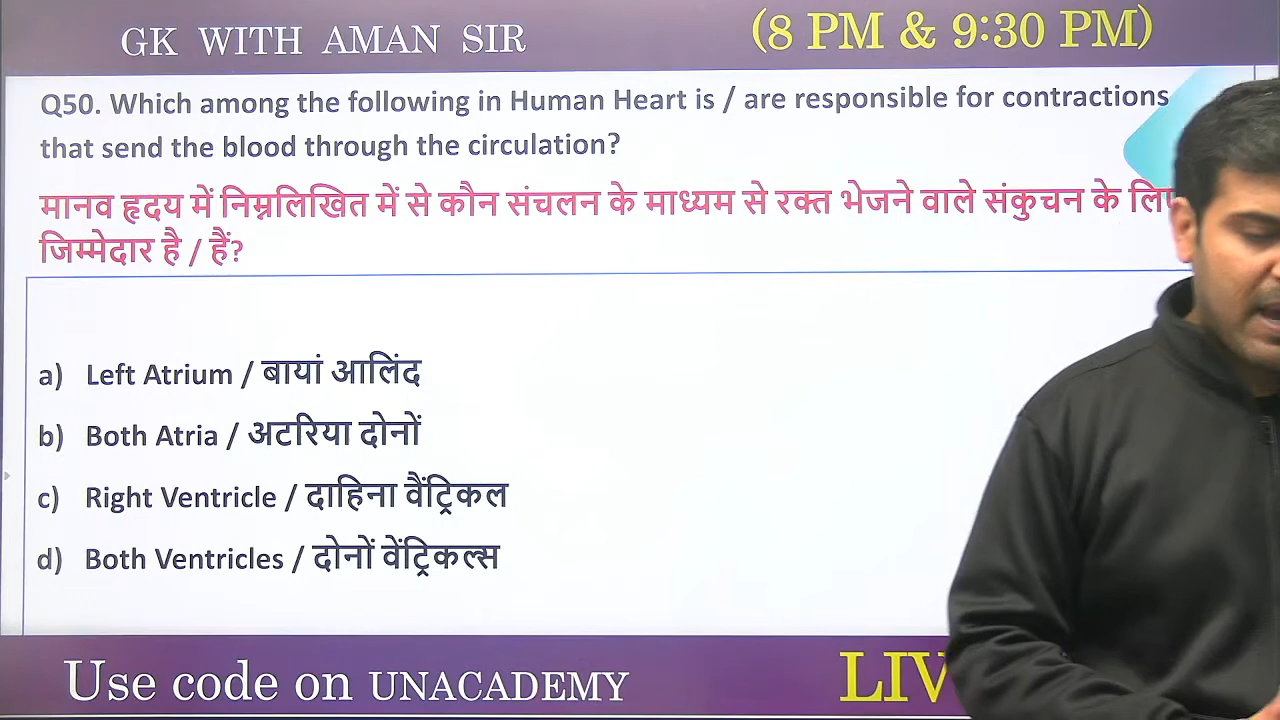 GK WITH AMAN SIR
(8 PM & 9:30 PM)
Q50. Which among the following in Human Heart is / are responsible for contractions
that send the blood through the circulation?
मानव हृदय में निम्नलिखित में से कौन संचलन के माध्यम से रक्त भेजने वाले संकुचन के लिए
जिम्मेदार है / हैं?
a) Left Atrium / बायां आलिंद
b) Both Atria / अटरिया दोनों
c) Right Ventricle / दाहिना वैंट्रिकल
d) Both Ventricles / दोनों वेंट्रिकल्स
Use code on UNACADEMY